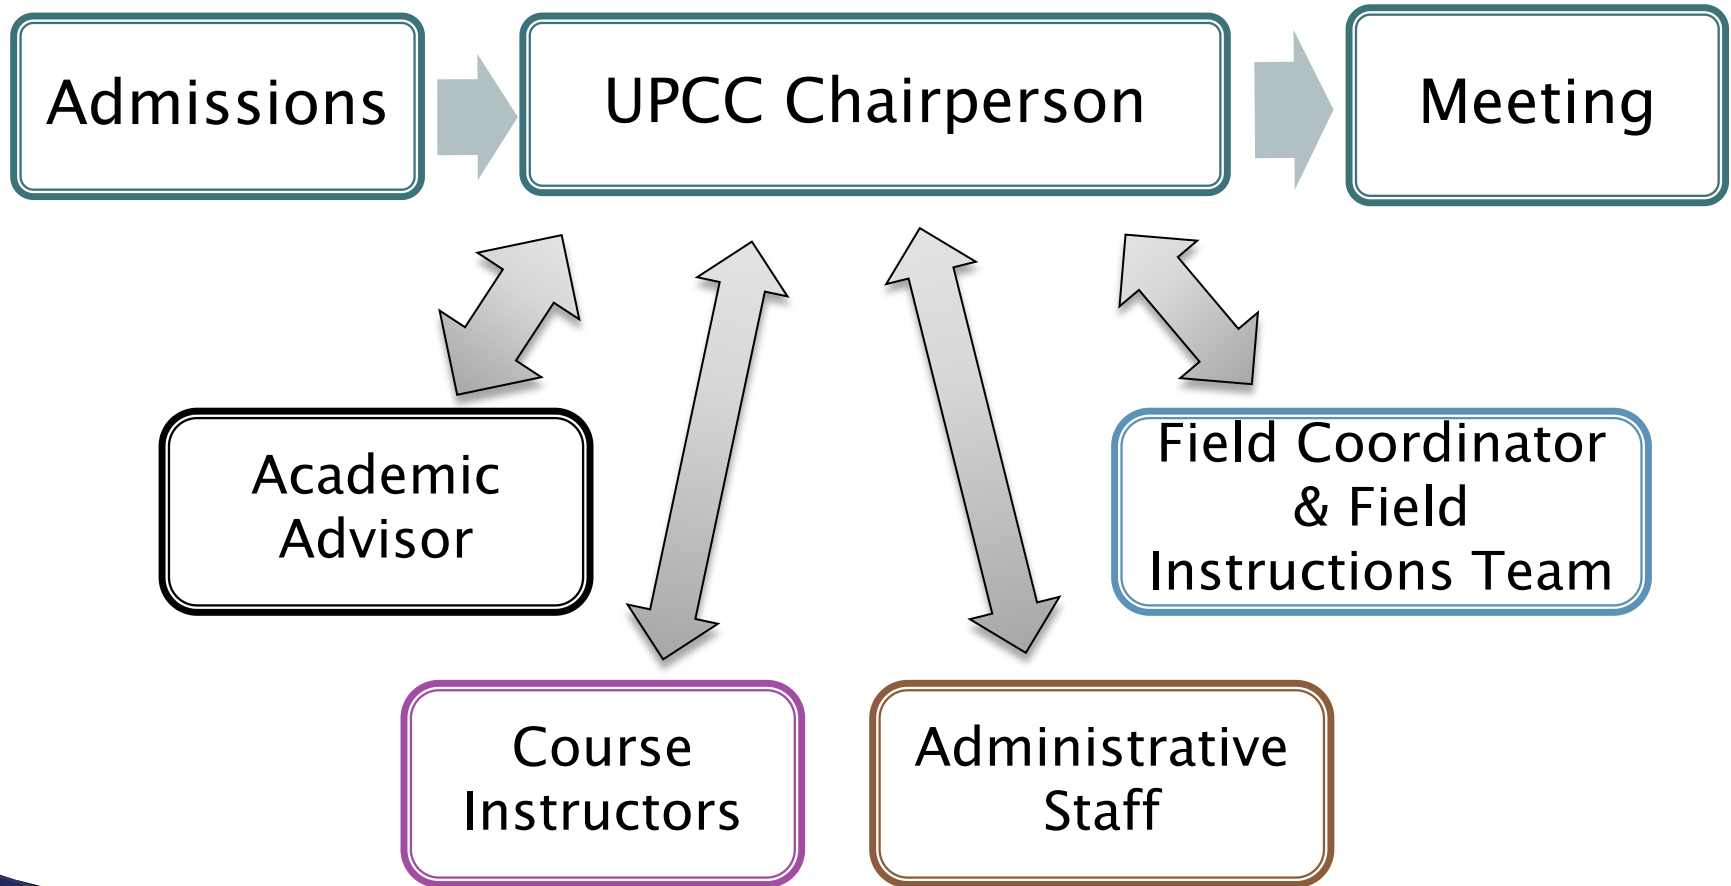 Admissions
UPCC Chairperson
Meeting
Academic
Advisor
Field Coordinator
& Field
Instructions Team
Course
Instructors
Administrative
Staff